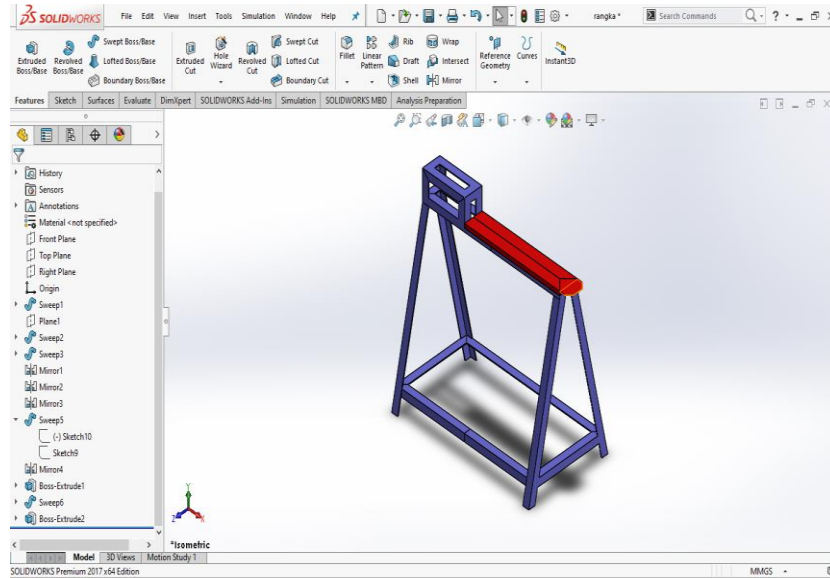 SOLIDWORKS File Edit View Insert Tools Simulation Window Help rangka * Search Commands
Extruded Boss/Base
Revolved Boss/Base
Swept Boss/Base
Lofted Boss/Base
Boundary Boss/Base
Extruded Cut
Hole Wizard
Revolved Cut
Swept Cut
Lofted Cut
Boundary Cut
Fillet
Linear Pattern
Rib
Draft
Shell
Wrap
Intersect
Mirror
Reference Geometry
Curves
Instant3D
Features Sketch Surfaces Evaluate DimXpert SOLIDWORKS Add-Ins Simulation SOLIDWORKS MBD Analysis Preparation
History
Sensors
Annotations
Material <not specified>
Front Plane
Top Plane
Right Plane
Origin
Sweep1
Plane1
Sweep2
Sweep3
Mirror1
Mirror2
Mirror3
Sweep5
(-) Sketch10
Sketch9
Mirror4
Boss-Extrude1
Sweep6
Boss-Extrude2
Y
Z
X
*Isometric
Model 3D Views Motion Study 1
SOLIDWORKS Premium 2017 x64 Edition MMGS